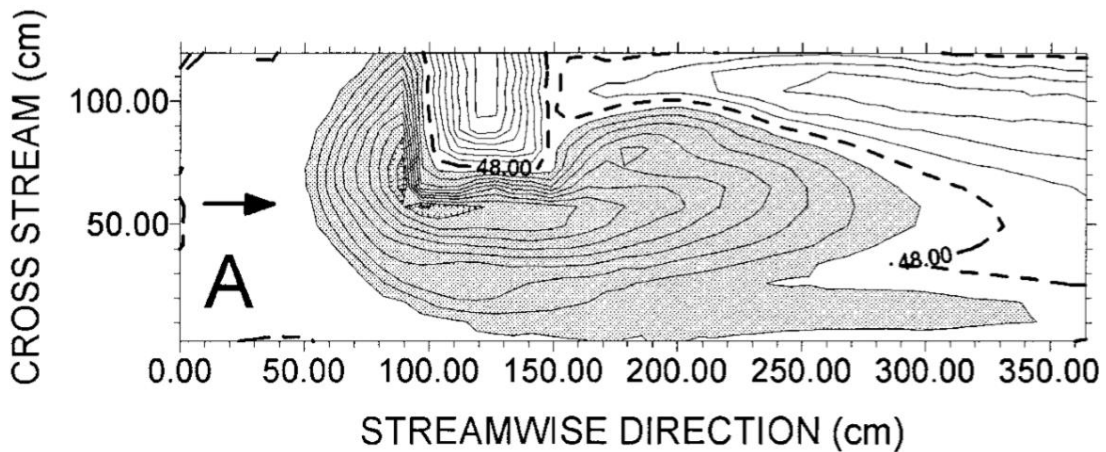 CROSS STREAM (cm)
100.00
50.00
48.00
.48.00
A
0.00 50.00 100.00 150.00 200.00 250.00 300.00 350.00
STREAMWISE DIRECTION (cm)